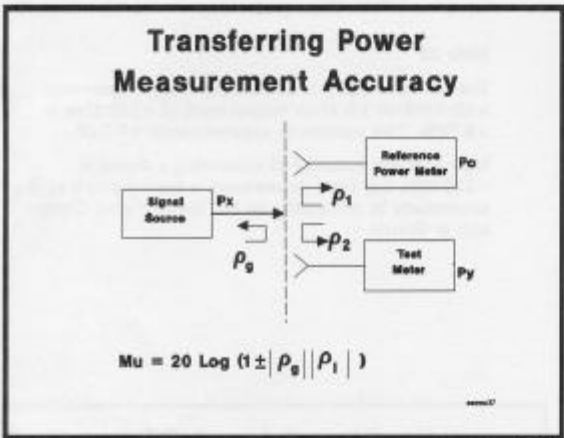 Transferring Power
Measurement Accuracy
Reference
Power Meter
Po
Px
Signal
Source
ρ1
ρ2
ρg
Test
Meter
Py
Mu = 20 Log (1 ± |ρg||ρl| )